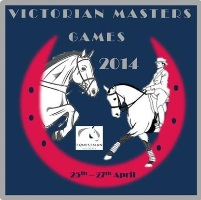 VICTORIAN MASTERS
GAMES
2014
25th – 27th April